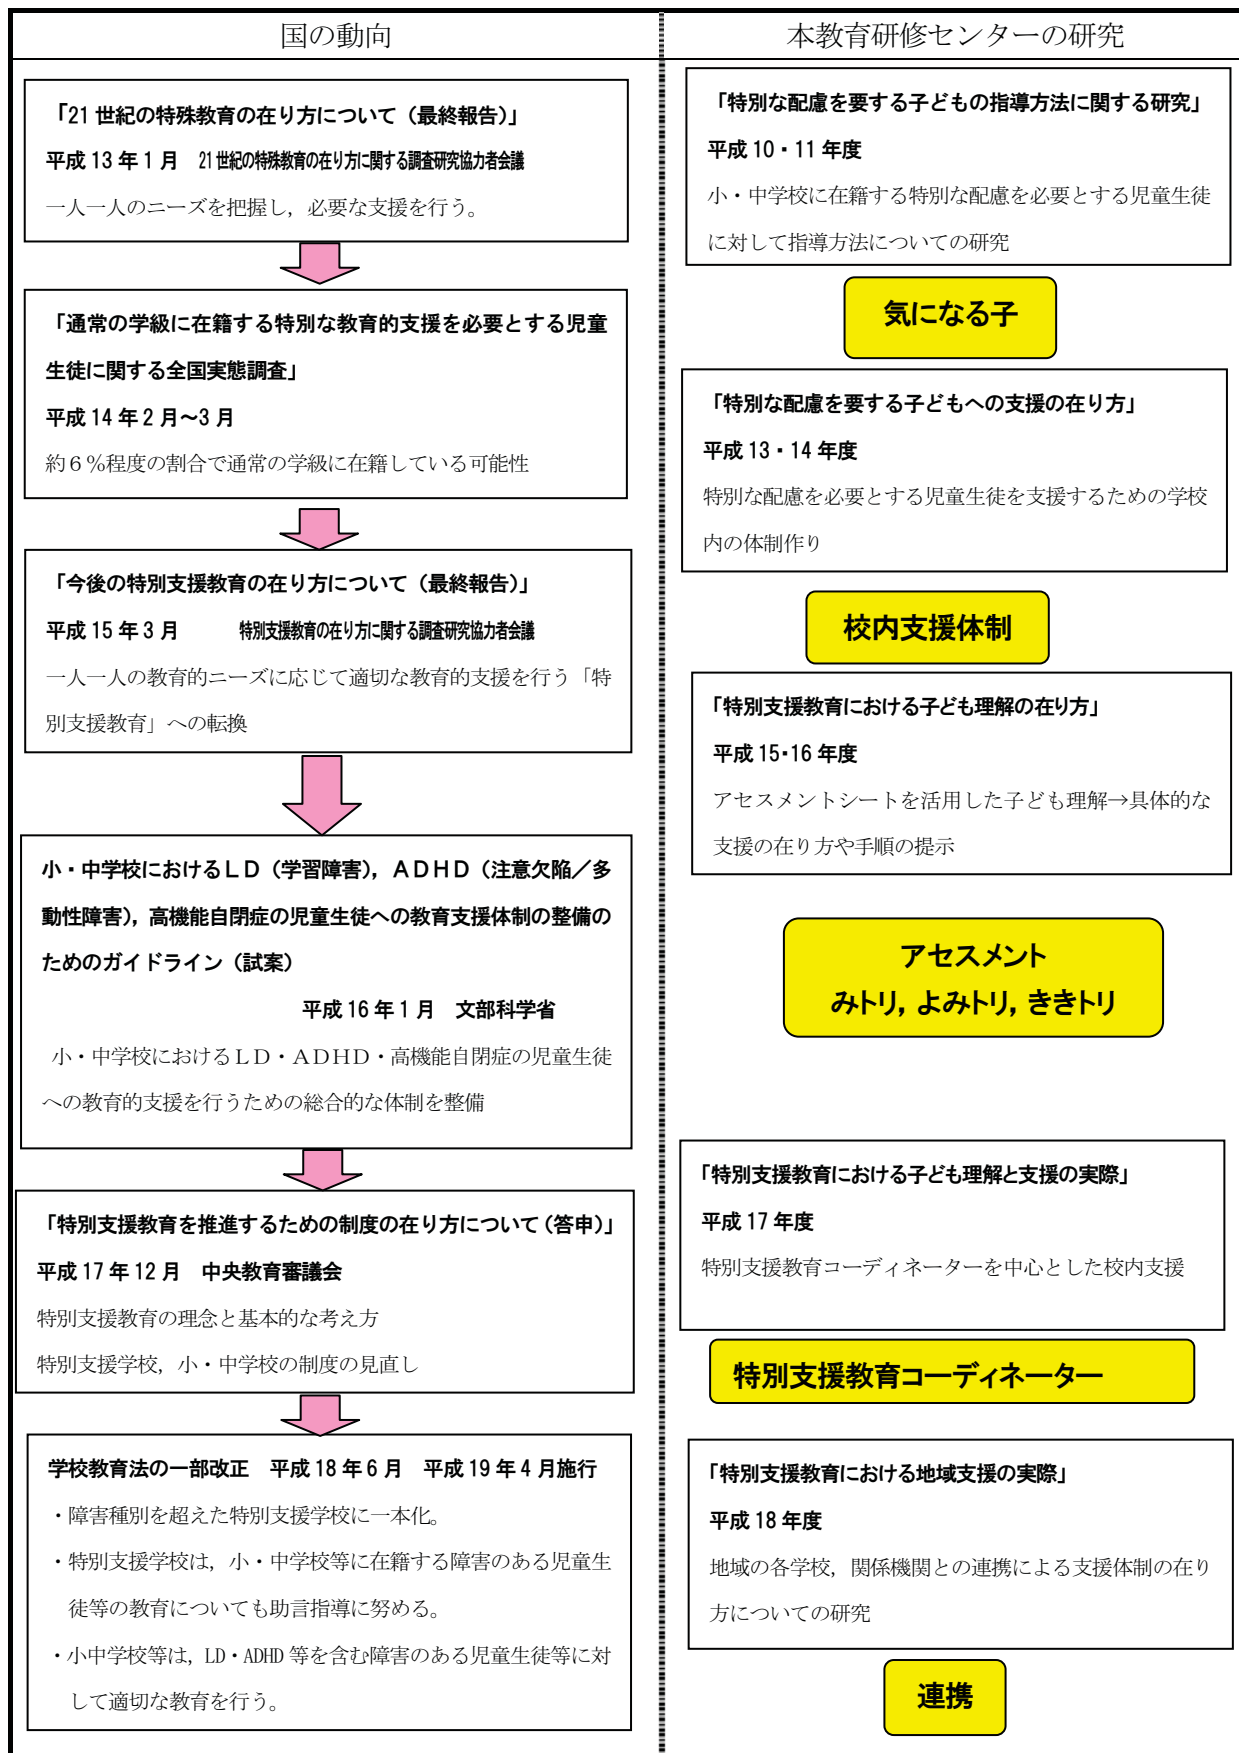 国の動向
「21世紀の特殊教育の在り方について（最終報告）」
平成13年1月　21世紀の特殊教育の在り方に関する調査研究協力者会議
一人一人のニーズを把握し，必要な支援を行う。
「通常の学級に在籍する特別な教育的支援を必要とする児童
生徒に関する全国実態調査」
平成14年2月～3月
約６％程度の割合で通常の学級に在籍している可能性
「今後の特別支援教育の在り方について（最終報告）」
平成15年3月　特別支援教育の在り方に関する調査研究協力者会議
一人一人の教育的ニーズに応じて適切な教育的支援を行う「特
別支援教育」への転換
小・中学校におけるＬＤ（学習障害），ＡＤＨＤ（注意欠陥／多
動性障害），高機能自閉症の児童生徒への教育支援体制の整備の
ためのガイドライン（試案）
平成16年1月　文部科学省
小・中学校におけるＬＤ・ＡＤＨＤ・高機能自閉症の児童生徒
への教育的支援を行うための総合的な体制を整備
「特別支援教育を推進するための制度の在り方について（答申）」
平成17年12月　中央教育審議会
特別支援教育の理念と基本的な考え方
特別支援学校，小・中学校の制度の見直し
学校教育法の一部改正　平成18年6月　平成19年4月施行
・障害種別を超えた特別支援学校に一本化。
・特別支援学校は，小・中学校等に在籍する障害のある児童生
徒等の教育についても助言指導に努める。
・小中学校等は，LD・ADHD等を含む障害のある児童生徒等に対
して適切な教育を行う。
本教育研修センターの研究
「特別な配慮を要する子どもの指導方法に関する研究」
平成10・11年度
小・中学校に在籍する特別な配慮を必要とする児童生徒
に対して指導方法についての研究
気になる子
「特別な配慮を要する子どもへの支援の在り方」
平成13・14年度
特別な配慮を必要とする児童生徒を支援するための学校
内の体制作り
校内支援体制
「特別支援教育における子ども理解の在り方」
平成15・16年度
アセスメントシートを活用した子ども理解→具体的な
支援の在り方や手順の提示
アセスメント
みトリ，よみトリ，ききトリ
「特別支援教育における子ども理解と支援の実際」
平成17年度
特別支援教育コーディネーターを中心とした校内支援
特別支援教育コーディネーター
「特別支援教育における地域支援の実際」
平成18年度
地域の各学校，関係機関との連携による支援体制の在り
方についての研究
連携